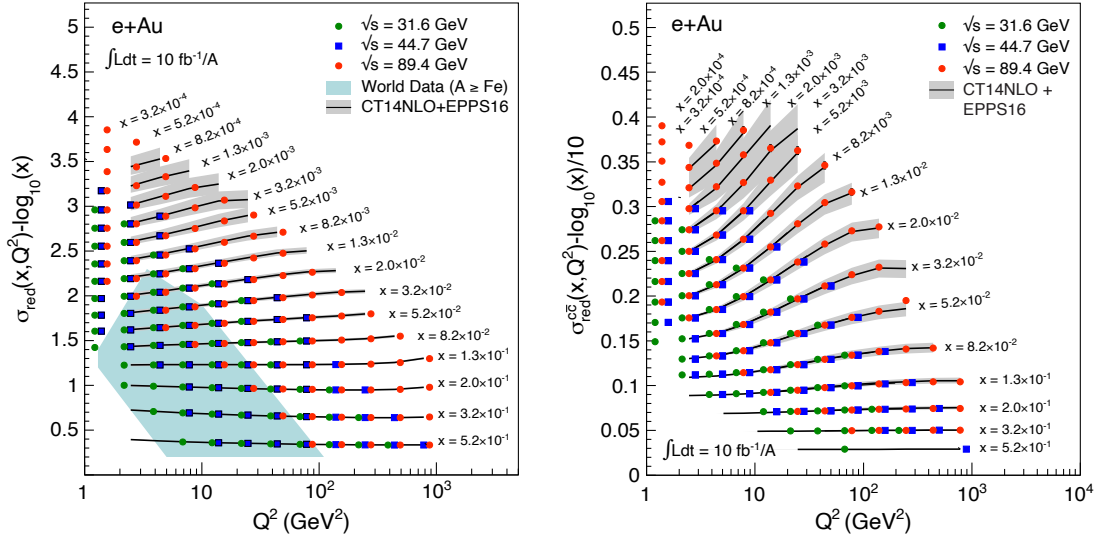 e+Au
∫Ldt = 10 fb⁻¹/A
√s = 31.6 GeV
√s = 44.7 GeV
√s = 89.4 GeV
World Data (A ≥ Fe)
CT14NLO+EPPS16
x = 3.2×10⁻⁴
x = 5.2×10⁻⁴
x = 8.2×10⁻⁴
x = 1.3×10⁻³
x = 2.0×10⁻³
x = 3.2×10⁻³
x = 5.2×10⁻³
x = 8.2×10⁻³
x = 1.3×10⁻²
x = 2.0×10⁻²
x = 3.2×10⁻²
x = 5.2×10⁻²
x = 8.2×10⁻²
x = 1.3×10⁻¹
x = 2.0×10⁻¹
x = 3.2×10⁻¹
x = 5.2×10⁻¹
5
4.5
4
3.5
3
2.5
2
1.5
1
0.5
σ_red(x,Q²)-log₁₀(x)
1
10
10²
10³
Q² (GeV²)
e+Au
√s = 31.6 GeV
√s = 44.7 GeV
√s = 89.4 GeV
CT14NLO +
EPPS16
x = 2.0×10⁻⁴
x = 3.2×10⁻⁴
x = 5.2×10⁻⁴
x = 8.2×10⁻⁴
x = 1.3×10⁻³
x = 2.0×10⁻³
x = 3.2×10⁻³
x = 5.2×10⁻³
x = 8.2×10⁻³
x = 1.3×10⁻²
x = 2.0×10⁻²
x = 3.2×10⁻²
x = 5.2×10⁻²
x = 8.2×10⁻²
x = 1.3×10⁻¹
x = 2.0×10⁻¹
x = 3.2×10⁻¹
x = 5.2×10⁻¹
∫Ldt = 10 fb⁻¹/A
0.5
0.45
0.4
0.35
0.3
0.25
0.2
0.15
0.1
0.05
0
σ^cc̄_red(x,Q²)-log₁₀(x)/10
1
10
10²
10³
10⁴
Q² (GeV²)